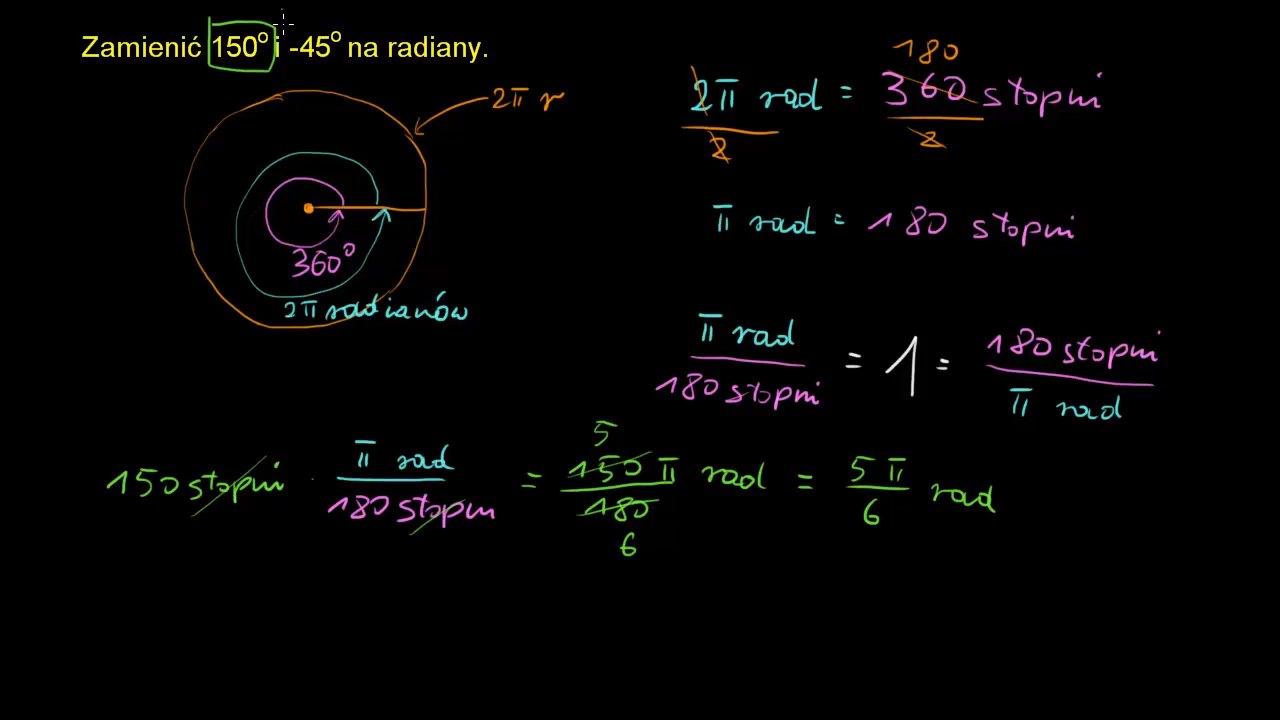 Zamienić 150° i -45° na radiany.
2π r
360°
2π radianów
180
2π rad = 360 stopni
2 2
π rad = 180 stopni
π rad / 180 stopni = 1 = 180 stopni / π rad
5
150 stopni · π rad / 180 stopni = 150 π / 180 rad = 5 π / 6 rad
6